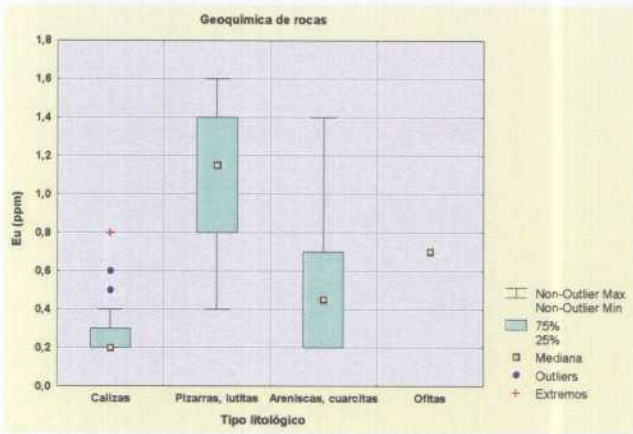 Geoquímica de rocas
1,8
1,6
1,4
1,2
1,0
0,8
0,6
0,4
0,2
0,0
Eu (ppm)
Calizas
Pizarras, lutitas
Areniscas, cuarcitas
Ofitas
Tipo litológico
Non-Outlier Max
Non-Outlier Min
75%
25%
Mediana
Outliers
Extremos